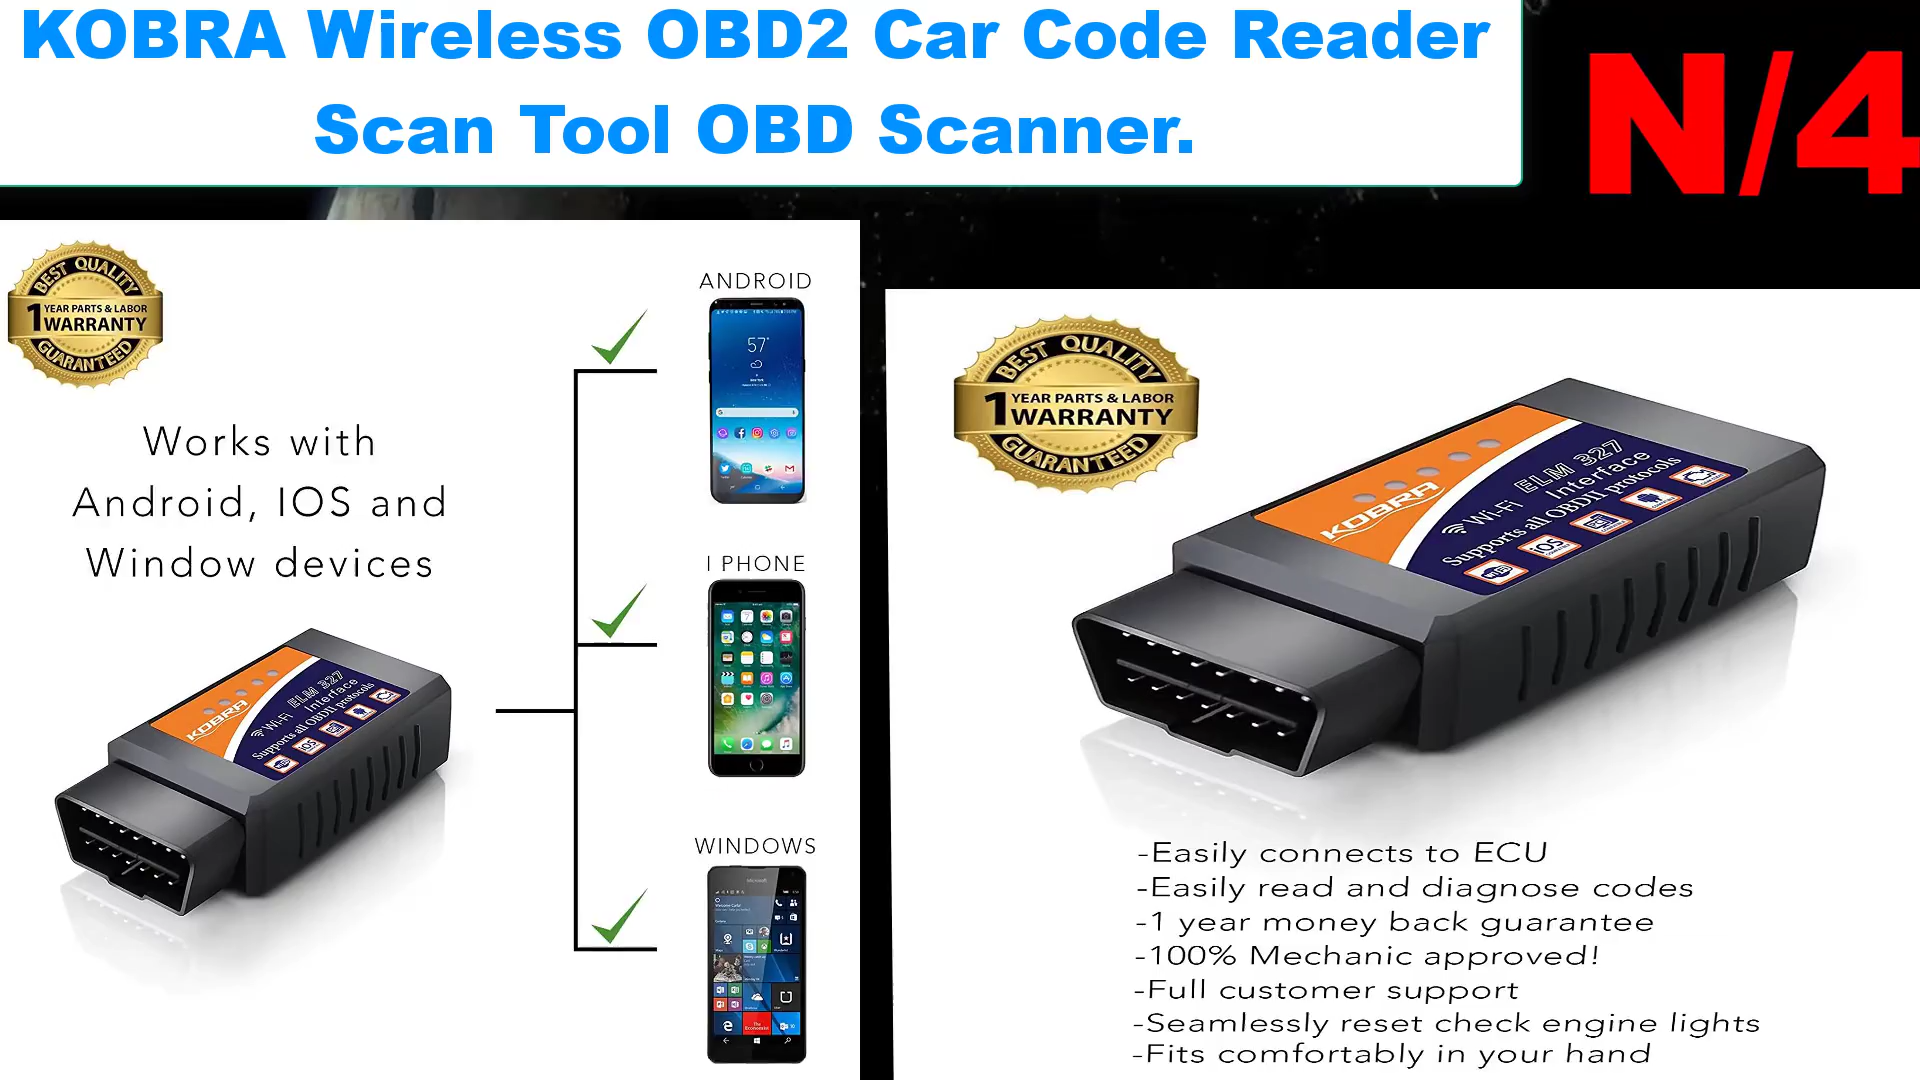 KOBRA Wireless OBD2 Car Code Reader
Scan Tool OBD Scanner.
N/4
BEST QUALITY
1 YEAR PARTS & LABOR
WARRANTY
GUARANTEED
Works with
Android, IOS and
Window devices
KOBRA
ELM 327
Wi-Fi Interface
Supports all OBDII protocols
iOS
ANDROID
57°
I PHONE
WINDOWS
Microsoft
BEST QUALITY
1 YEAR PARTS & LABOR
WARRANTY
GUARANTEED
KOBRA
ELM 327
Wi-Fi Interface
Supports all OBDII protocols
iOS
-Easily connects to ECU
-Easily read and diagnose codes
-1 year money back guarantee
-100% Mechanic approved!
-Full customer support
-Seamlessly reset check engine lights
-Fits comfortably in your hand